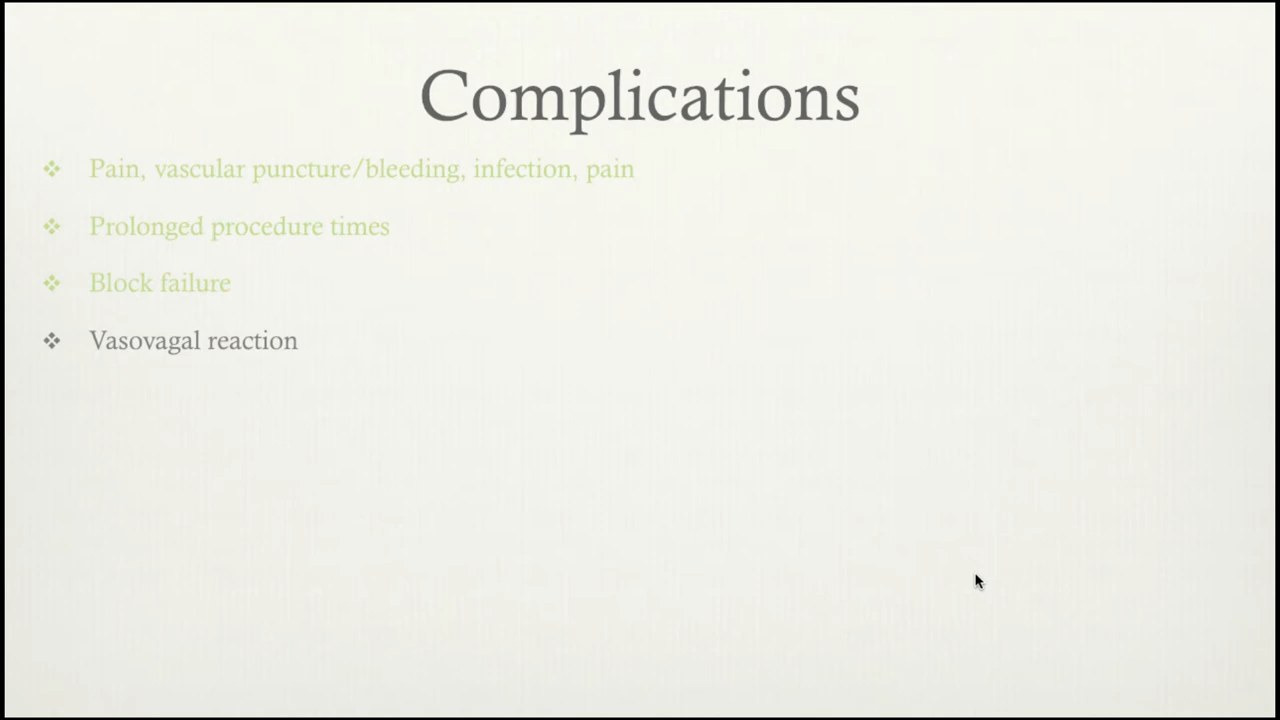 Complications
❖ Pain, vascular puncture/bleeding, infection, pain
❖ Prolonged procedure times
❖ Block failure
❖ Vasovagal reaction